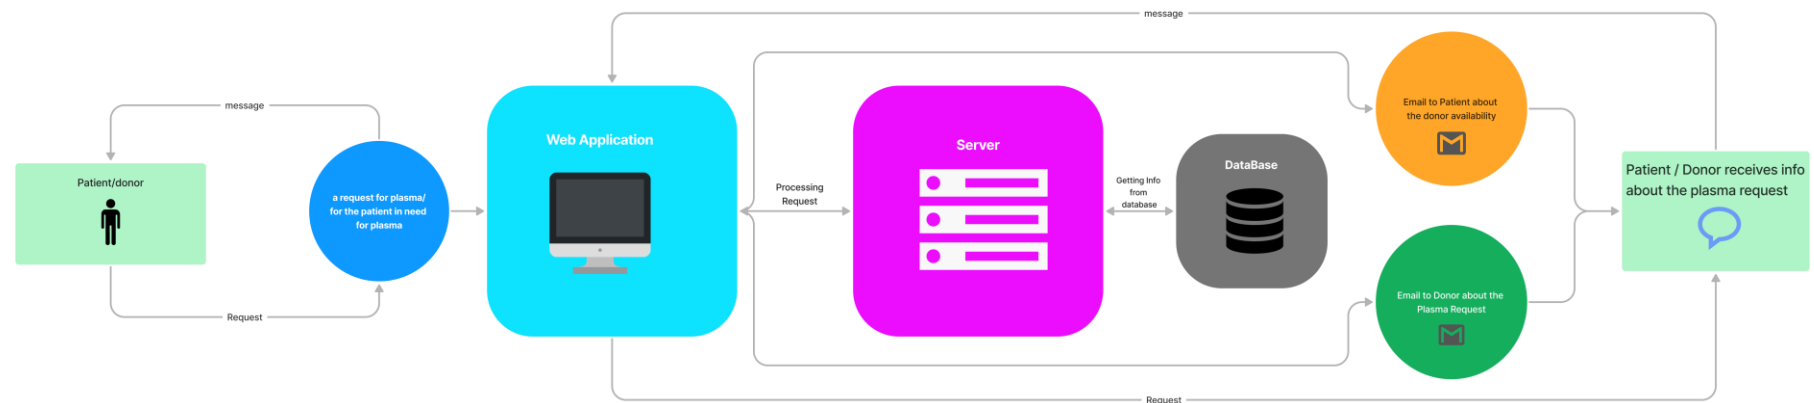 message
message
Patient/donor
a request for plasma/
for the patient in need
for plasma
Request
Web Application
Processing
Request
Server
Getting Info
from
database
DataBase
Email to Patient about
the donor availability
Email to Donor about the
Plasma Request
Patient / Donor receives info
about the plasma request
Request